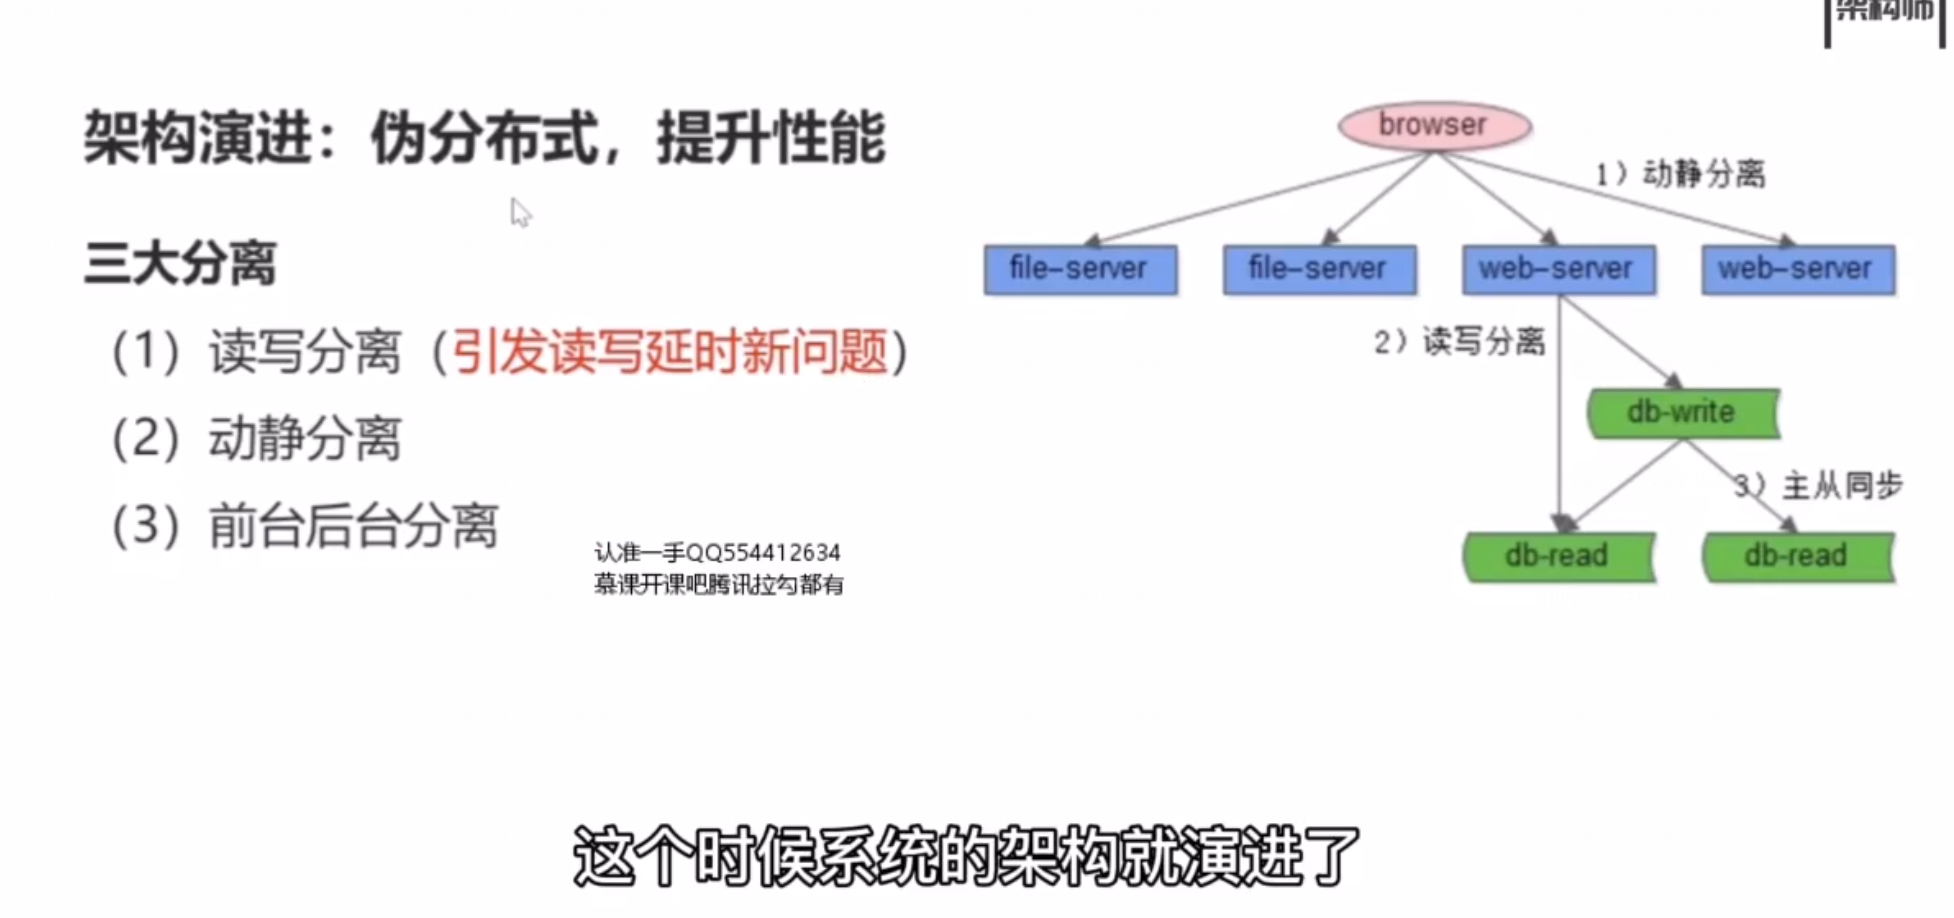 架构师
架构演进：伪分布式，提升性能
三大分离
（1）读写分离（引发读写延时新问题）
（2）动静分离
（3）前台后台分离
认准一手QQ554412634
慕课开课吧腾讯拉勾都有
browser
1）动静分离
file-server
file-server
web-server
web-server
2）读写分离
db-write
3）主从同步
db-read
db-read
这个时候系统的架构就演进了